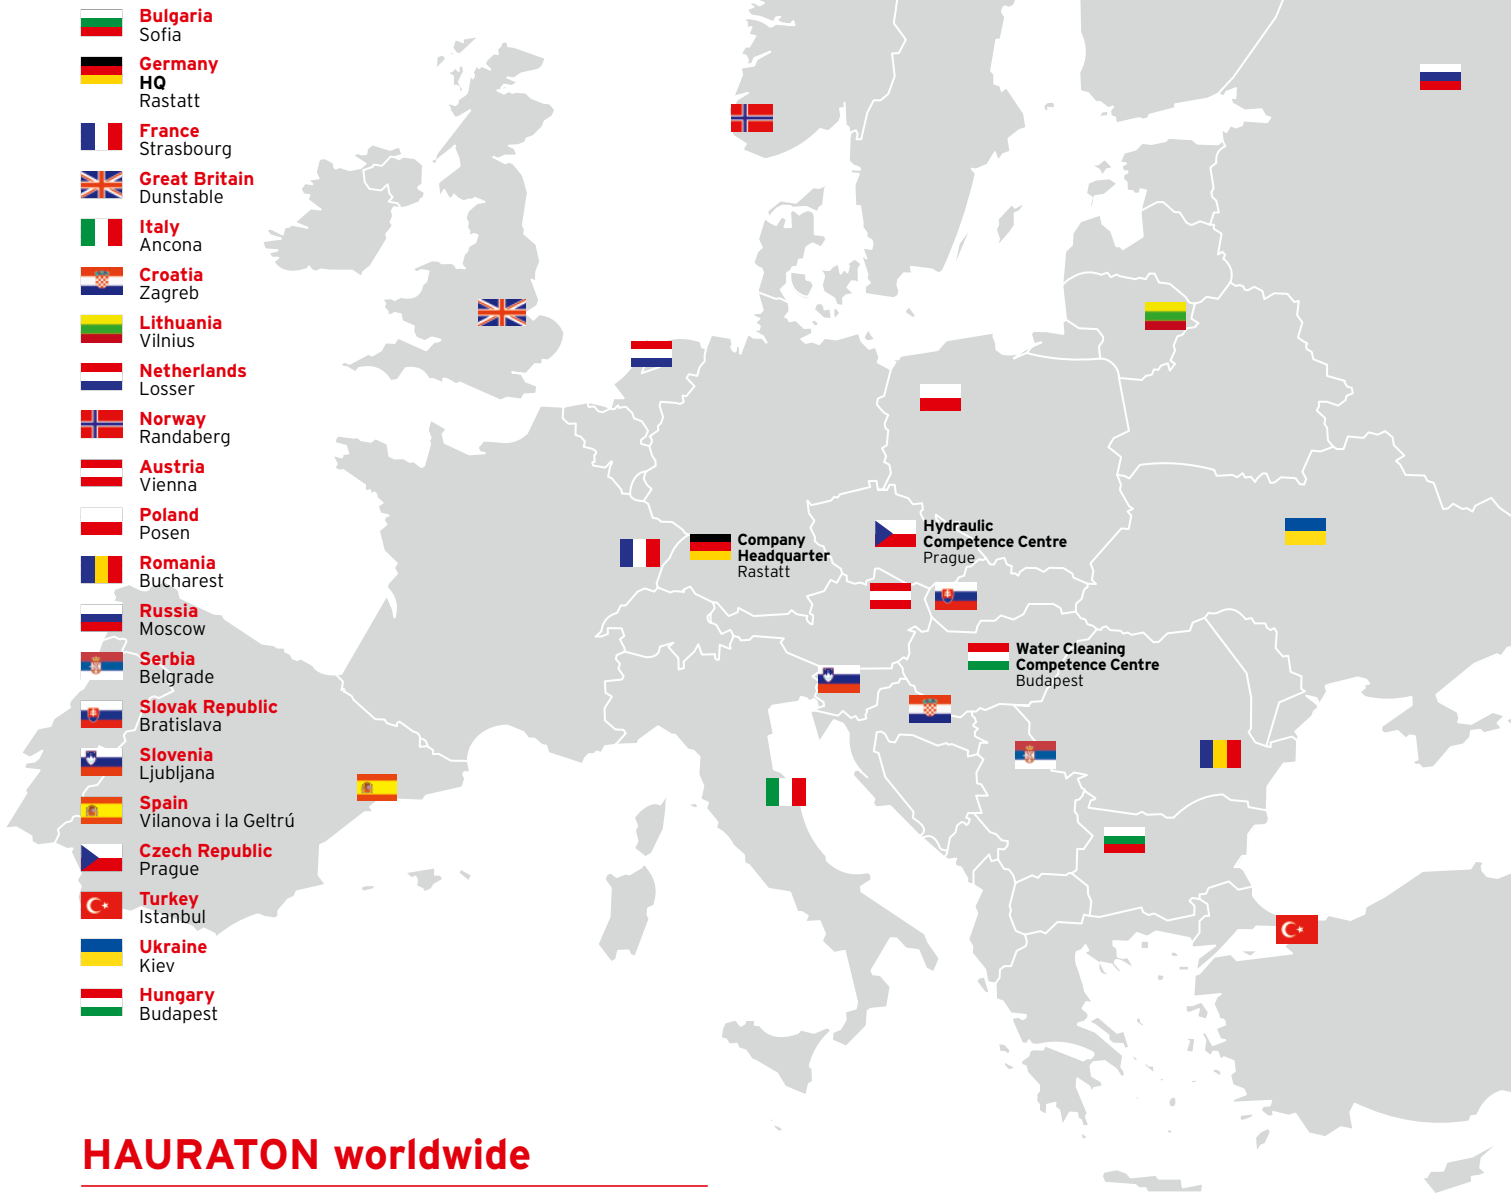 Bulgaria
Sofia
Germany
HQ
Rastatt
France
Strasbourg
Great Britain
Dunstable
Italy
Ancona
Croatia
Zagreb
Lithuania
Vilnius
Netherlands
Losser
Norway
Randaberg
Austria
Vienna
Poland
Posen
Romania
Bucharest
Russia
Moscow
Serbia
Belgrade
Slovak Republic
Bratislava
Slovenia
Ljubljana
Spain
Vilanova i la Geltrú
Czech Republic
Prague
Turkey
Istanbul
Ukraine
Kiev
Hungary
Budapest
Company
Headquarter
Rastatt
Hydraulic
Competence Centre
Prague
Water Cleaning
Competence Centre
Budapest
HAURATON worldwide